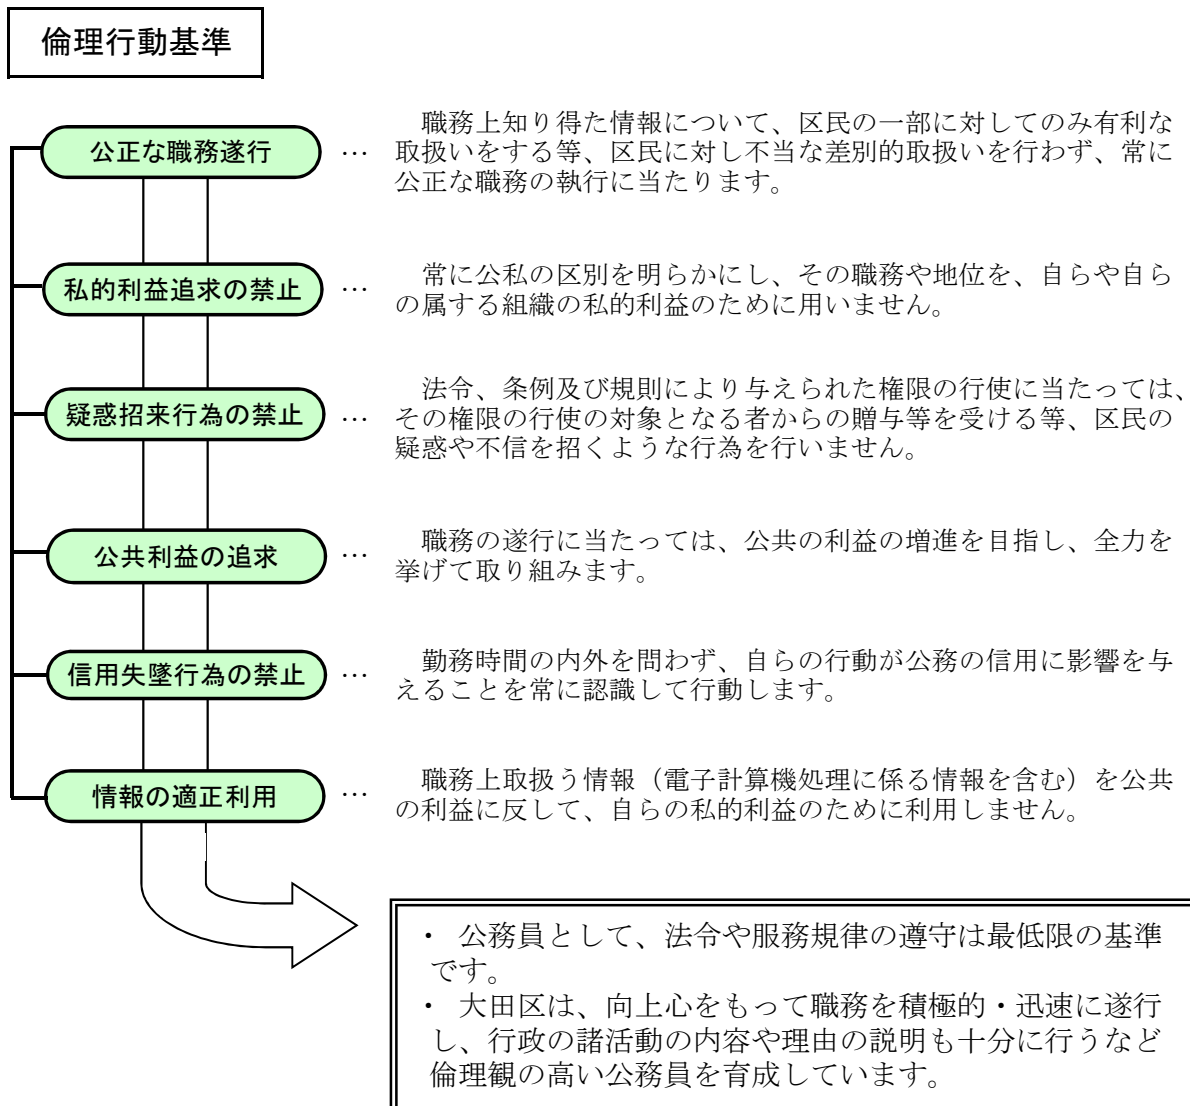 倫理行動基準
公正な職務遂行
…
職務上知り得た情報について、区民の一部に対してのみ有利な
取扱いをする等、区民に対し不当な差別的取扱いを行わず、常に
公正な職務の執行に当たります。
私的利益追求の禁止
…
常に公私の区別を明らかにし、その職務や地位を、自らや自ら
の属する組織の私的利益のために用いません。
疑惑招来行為の禁止
…
法令、条例及び規則により与えられた権限の行使に当たっては、
その権限の行使の対象となる者からの贈与等を受ける等、区民の
疑惑や不信を招くような行為を行いません。
公共利益の追求
…
職務の遂行に当たっては、公共の利益の増進を目指し、全力を
挙げて取り組みます。
信用失墜行為の禁止
…
勤務時間の内外を問わず、自らの行動が公務の信用に影響を与
えることを常に認識して行動します。
情報の適正利用
…
職務上取扱う情報（電子計算機処理に係る情報を含む）を公共
の利益に反して、自らの私的利益のために利用しません。
・ 公務員として、法令や服務規律の遵守は最低限の基準
です。
・ 大田区は、向上心をもって職務を積極的・迅速に遂行
し、行政の諸活動の内容や理由の説明も十分に行うなど
倫理観の高い公務員を育成しています。